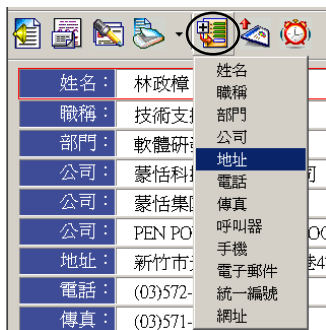 姓名：林政樟
職稱：技術支
部門：軟體研
公司：蒙恬科
公司：蒙恬集
公司：PEN PO
地址：新竹市
電話：(03)572-
傳真：(03)571-
姓名
職稱
部門
公司
地址
電話
傳真
呼叫器
手機
電子郵件
統一編號
網址